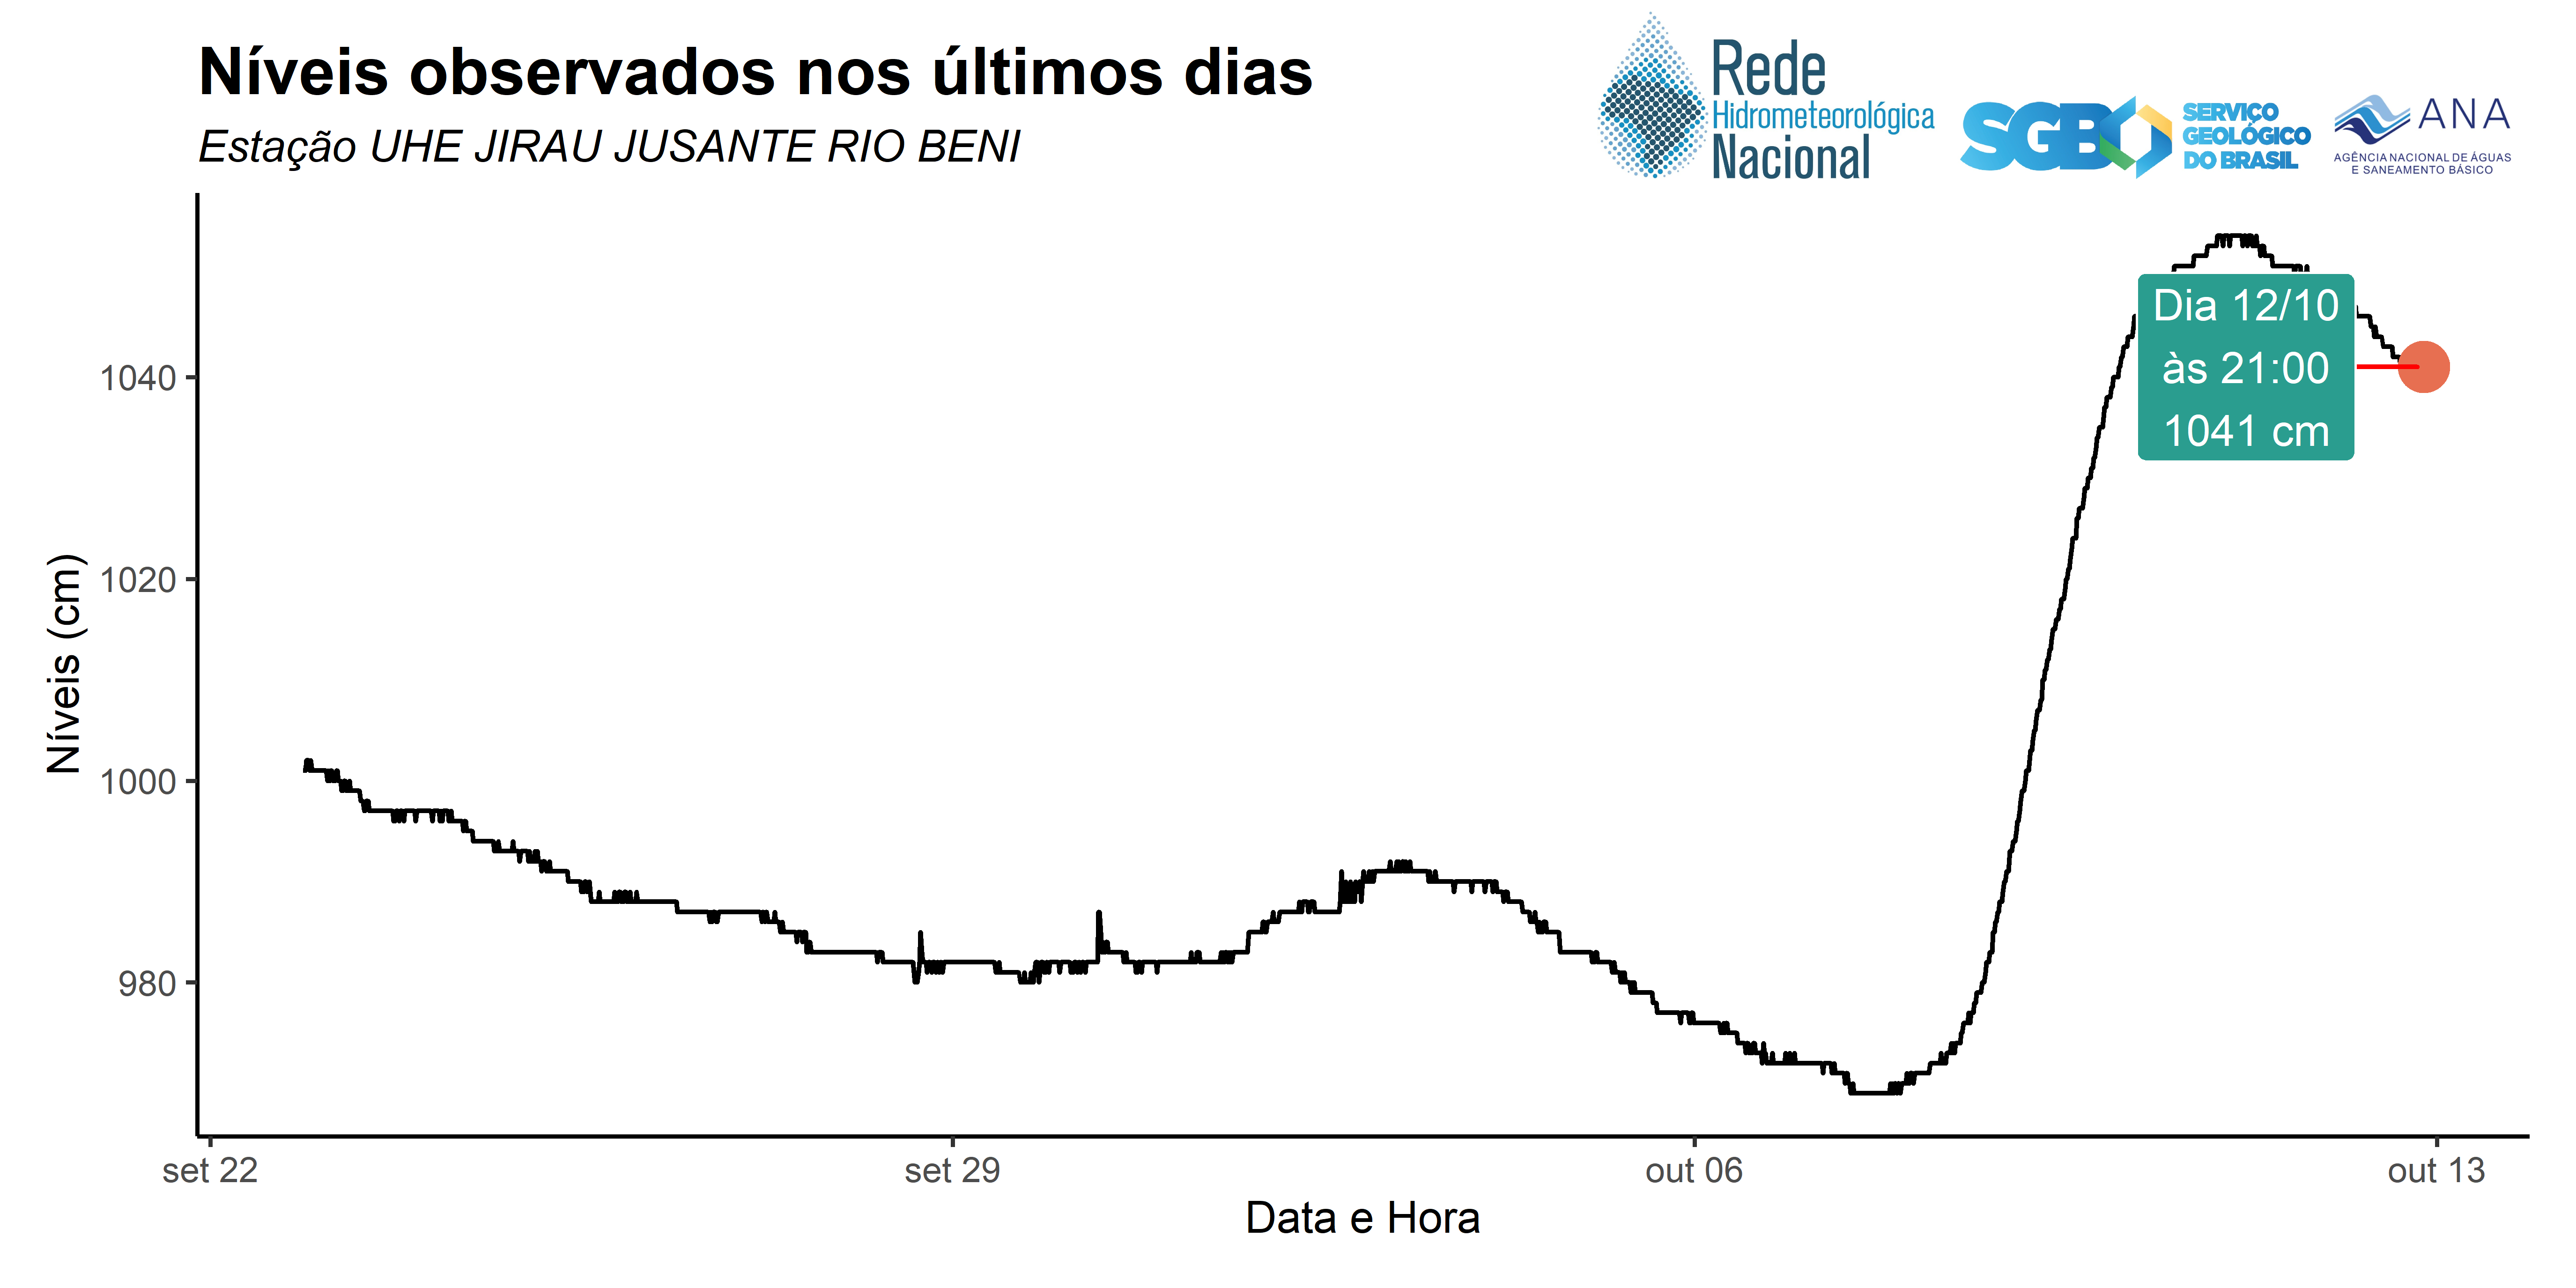 Níveis observados nos últimos dias
Estação UHE JIRAU JUSANTE RIO BENI
Rede
Hidrometeorológica
Nacional
SGB
SERVIÇO
GEOLÓGICO
DO BRASIL
ANA
AGÊNCIA NACIONAL DE ÁGUAS
E SANEAMENTO BÁSICO
Níveis (cm)
1040
1020
1000
980
Dia 12/10
às 21:00
1041 cm
set 22
set 29
out 06
out 13
Data e Hora